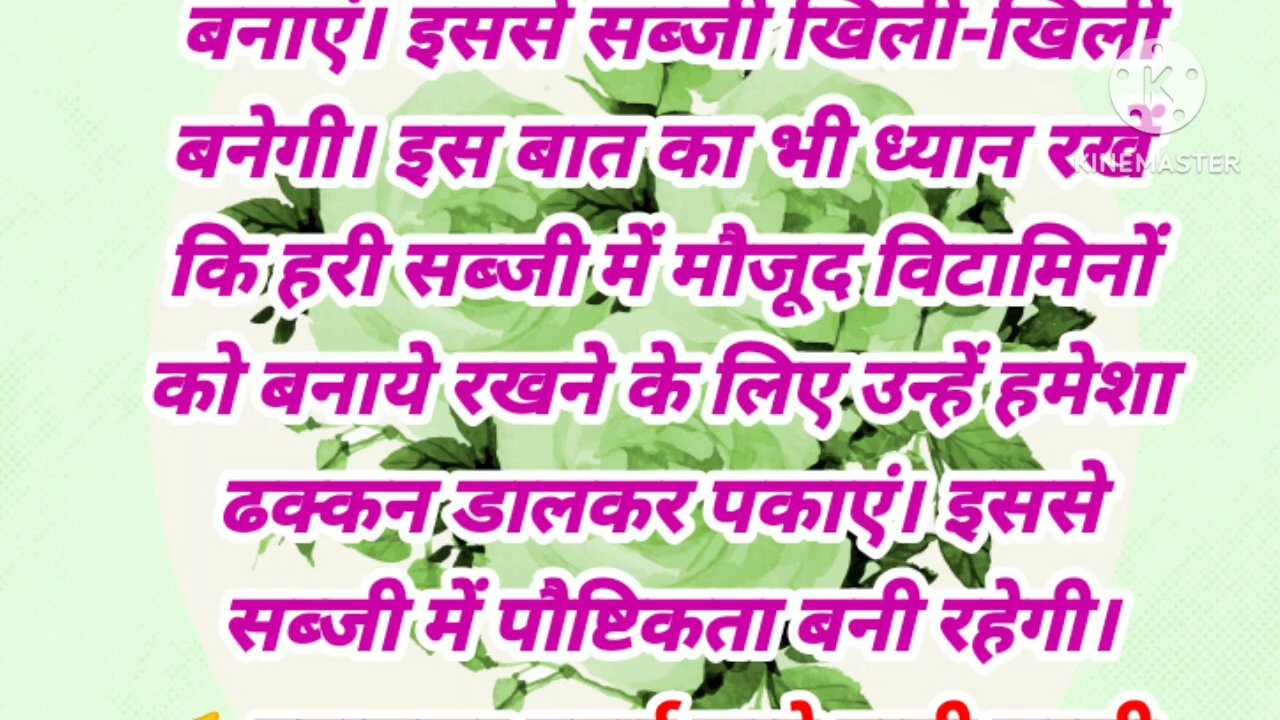 बनाएं। इससे सब्जी खिली-खिली
बनेगी। इस बात का भी ध्यान रखें
KINEMASTER
कि हरी सब्जी में मौजूद विटामिनों
को बनाये रखने के लिए उन्हें हमेशा
ढक्कन डालकर पकाएं। इससे
सब्जी में पौष्टिकता बनी रहेगी।